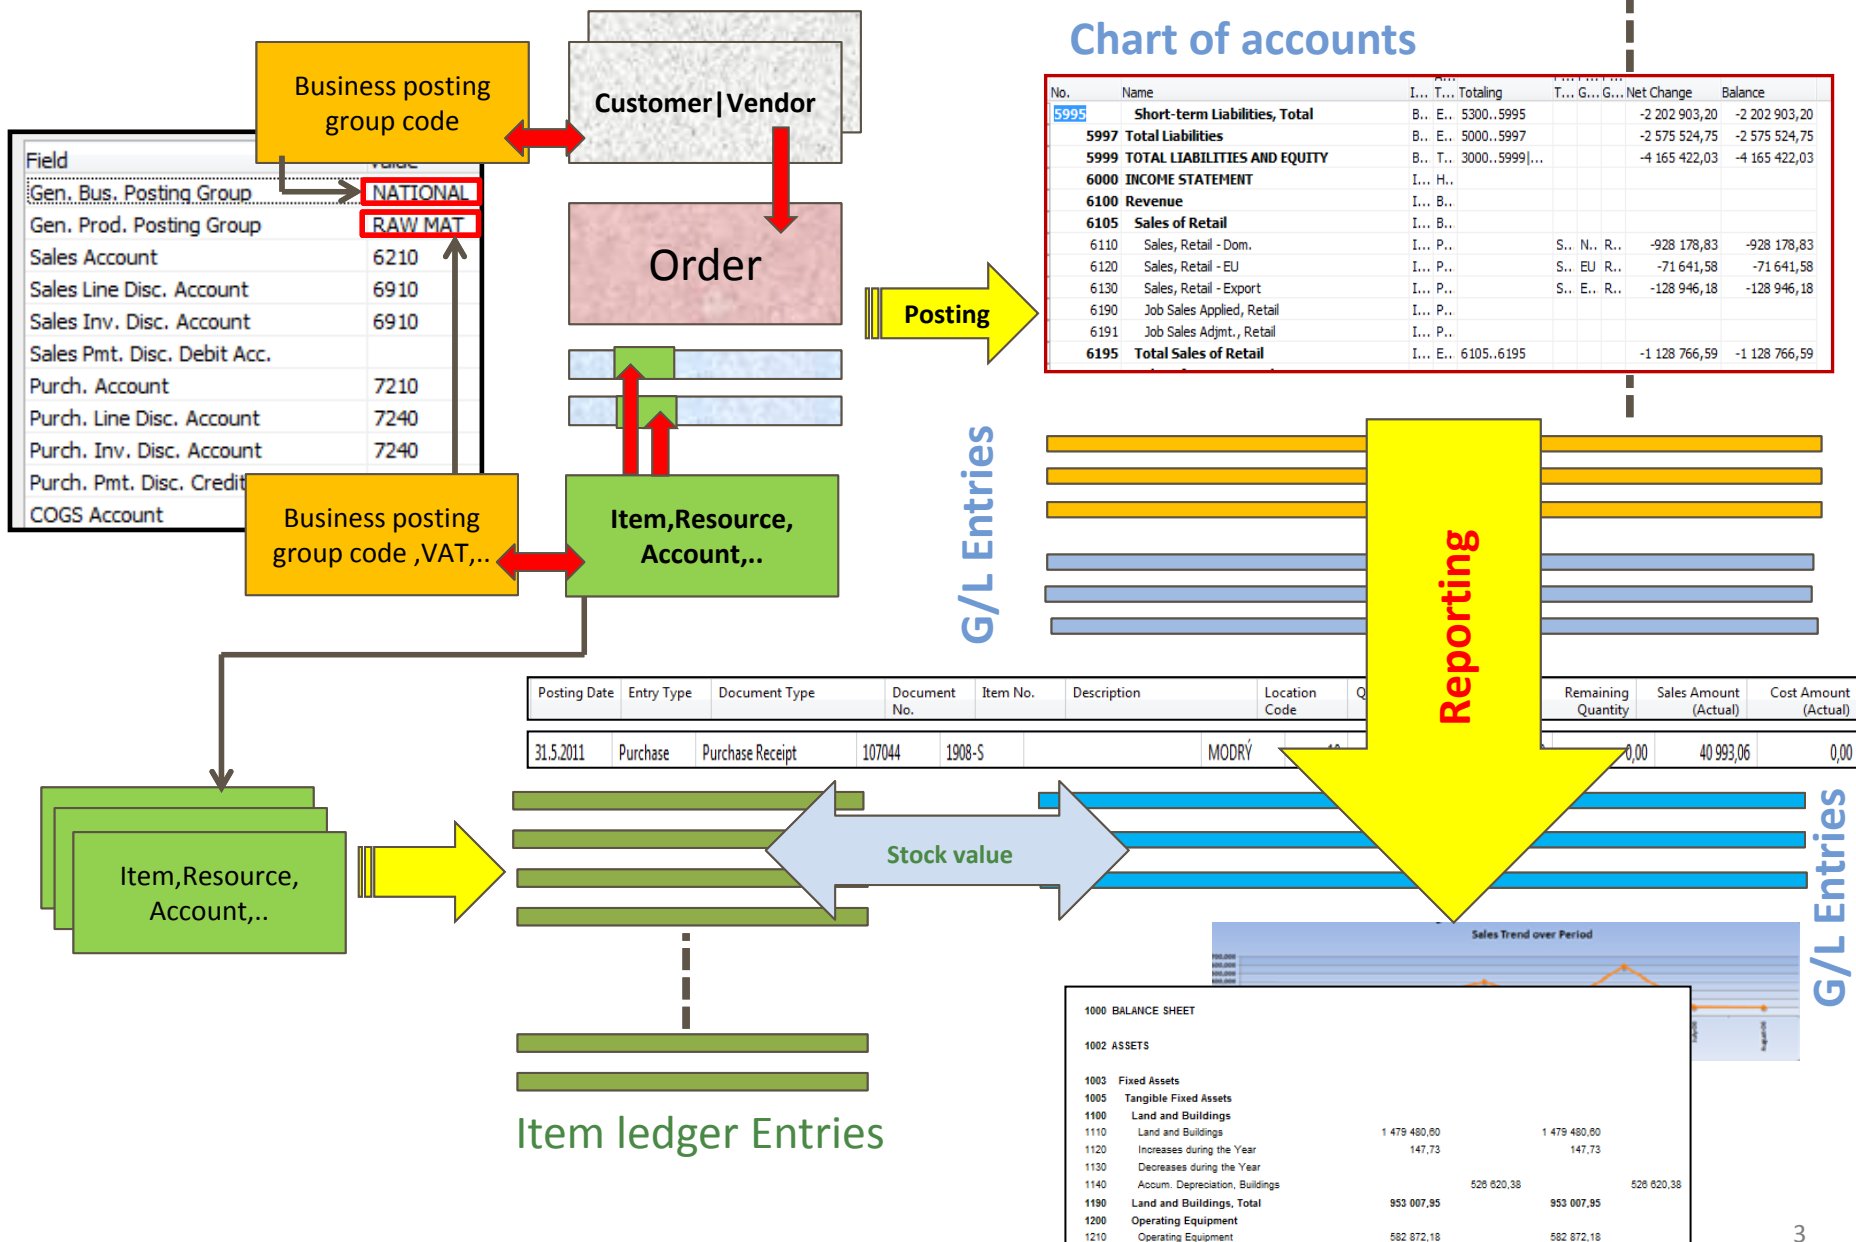 Chart of accounts
Business posting
group code
Customer|Vendor
Field
Gen. Bus. Posting Group NATIONAL
Gen. Prod. Posting Group RAW MAT
Sales Account 6210
Sales Line Disc. Account 6910
Sales Inv. Disc. Account 6910
Sales Pmt. Disc. Debit Acc.
Purch. Account 7210
Purch. Line Disc. Account 7240
Purch. Inv. Disc. Account 7240
Purch. Pmt. Disc. Credit
COGS Account
Business posting
group code ,VAT,..
Order
Item,Resource,
Account,..
Posting
No. Name I... T... Totaling T... G... G... Net Change Balance
5995 Short-term Liabilities, Total B.. E.. 5300..5995 -2 202 903,20 -2 202 903,20
5997 Total Liabilities B.. E.. 5000..5997 -2 575 524,75 -2 575 524,75
5999 TOTAL LIABILITIES AND EQUITY B.. T.. 3000..5999|... -4 165 422,03 -4 165 422,03
6000 INCOME STATEMENT I... H..
6100 Revenue I... B..
6105 Sales of Retail I... B..
6110 Sales, Retail - Dom. I... P.. S.. N.. R.. -928 178,83 -928 178,83
6120 Sales, Retail - EU I... P.. S.. EU R.. -71 641,58 -71 641,58
6130 Sales, Retail - Export I... P.. S.. E.. R.. -128 946,18 -128 946,18
6190 Job Sales Applied, Retail I... P..
6191 Job Sales Adjmt., Retail I... P..
6195 Total Sales of Retail I... E.. 6105..6195 -1 128 766,59 -1 128 766,59
G/L Entries
Reporting
Posting Date Entry Type Document Type Document No. Item No. Description Location Code Remaining Quantity Sales Amount (Actual) Cost Amount (Actual)
31.5.2011 Purchase Purchase Receipt 107044 1908-S MODRÝ 0,00 40 993,06 0,00
Item,Resource,
Account,..
Stock value
G/L Entries
Item ledger Entries
Sales Trend over Period
1000 BALANCE SHEET
1002 ASSETS
1003 Fixed Assets
1005 Tangible Fixed Assets
1100 Land and Buildings
1110 Land and Buildings 1 479 480,60 1 479 480,60
1120 Increases during the Year 147,73 147,73
1130 Decreases during the Year
1140 Accum. Depreciation, Buildings 526 620,38 526 620,38
1190 Land and Buildings, Total 953 007,95 953 007,95
1200 Operating Equipment
1210 Operating Equipment 582 872,18 582 872,18
3